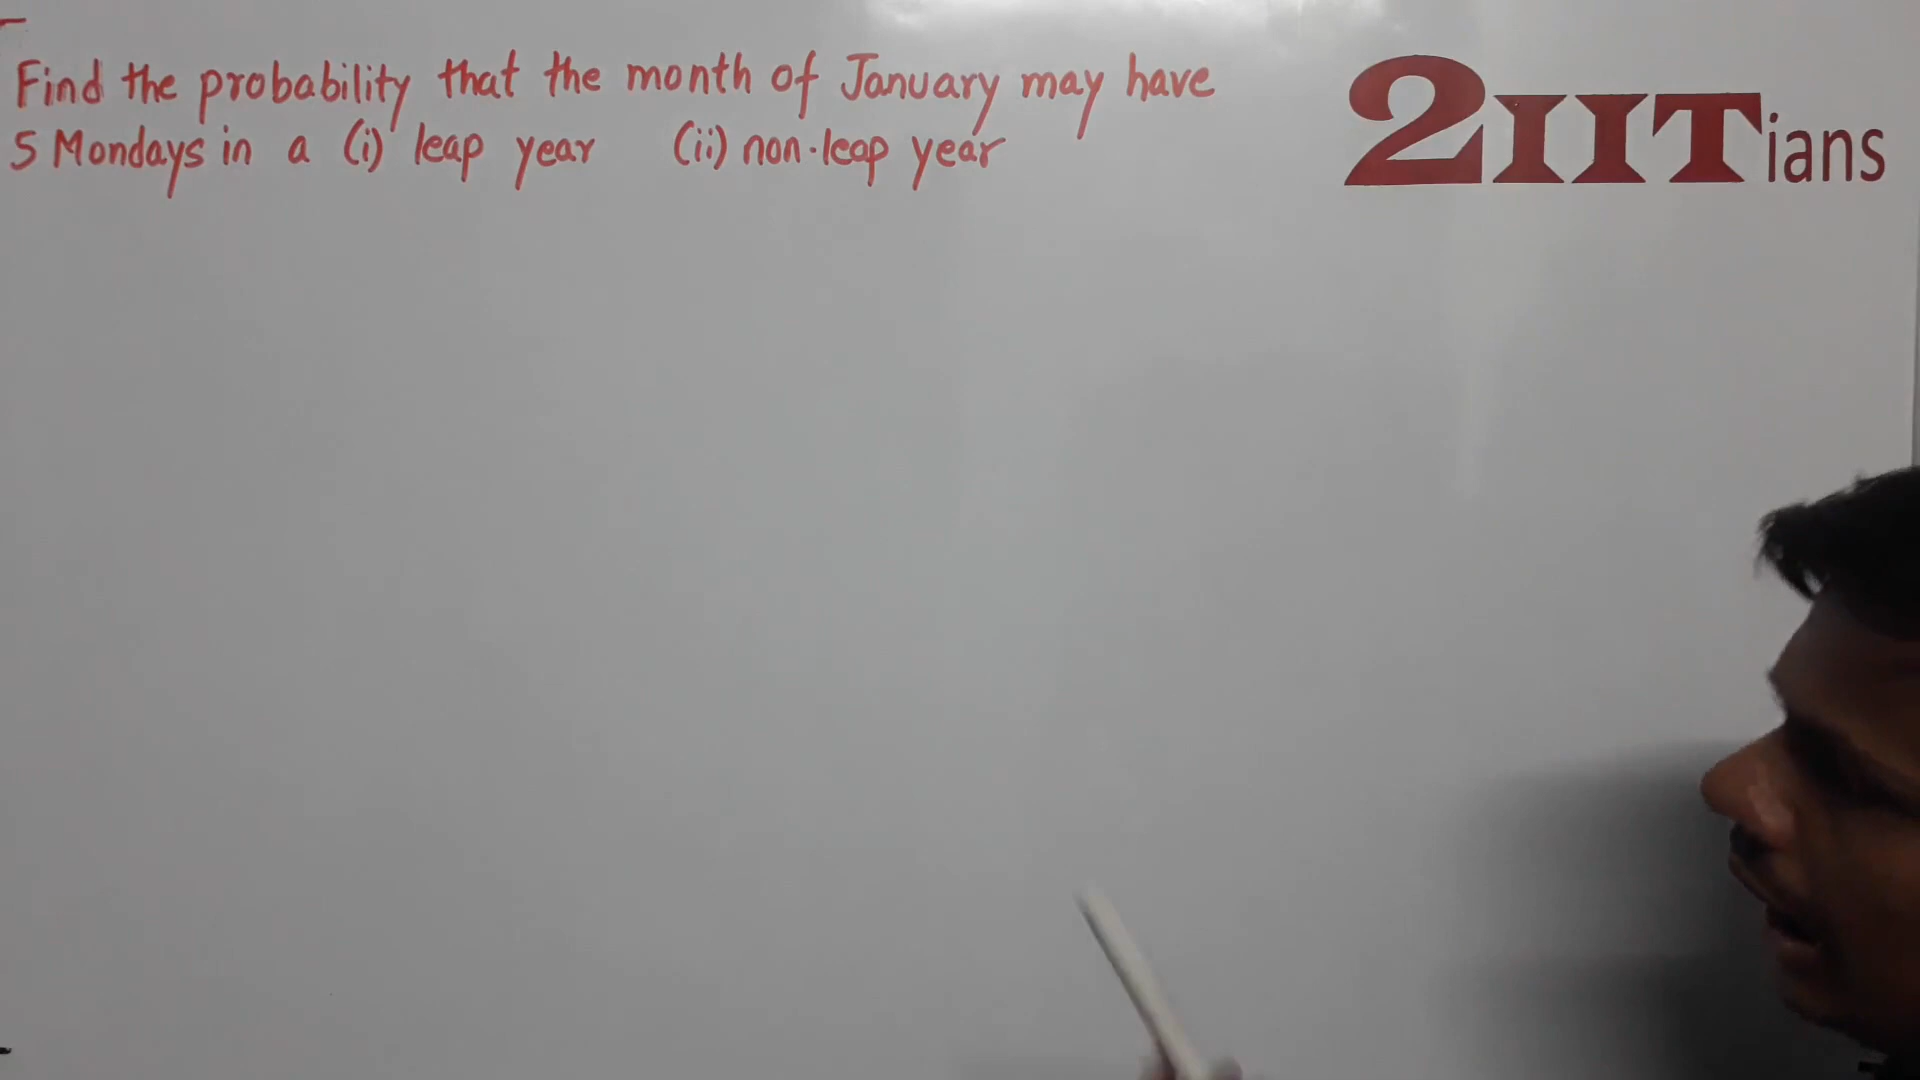 Find the probability that the month of January may have
5 Mondays in a (i) leap year (ii) non-leap year
2IITians